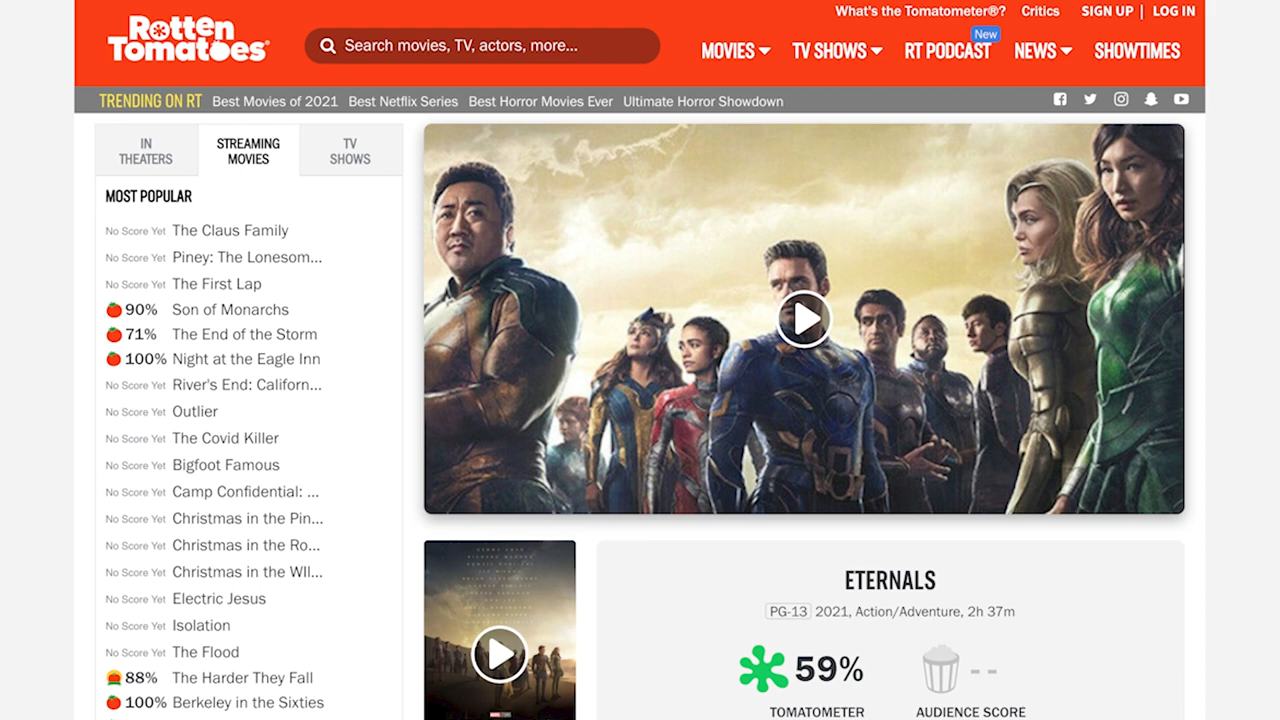 What's the Tomatometer®? Critics SIGN UP | LOG IN
Rotten
Tomatoes®
Search movies, TV, actors, more...
New
MOVIES TV SHOWS RT PODCAST NEWS SHOWTIMES
TRENDING ON RT Best Movies of 2021 Best Netflix Series Best Horror Movies Ever Ultimate Horror Showdown
IN
THEATERS
STREAMING
MOVIES
TV
SHOWS
MOST POPULAR
No Score Yet The Claus Family
No Score Yet Piney: The Lonesom...
No Score Yet The First Lap
90% Son of Monarchs
71% The End of the Storm
100% Night at the Eagle Inn
No Score Yet River's End: Californ...
No Score Yet Outlier
No Score Yet The Covid Killer
No Score Yet Bigfoot Famous
No Score Yet Camp Confidential: ...
No Score Yet Christmas in the Pin...
No Score Yet Christmas in the Ro...
No Score Yet Christmas in the WIl...
No Score Yet Electric Jesus
No Score Yet Isolation
No Score Yet The Flood
88% The Harder They Fall
100% Berkeley in the Sixties
ETERNALS
PG-13 2021, Action/Adventure, 2h 37m
59%
- -
TOMATOMETER
AUDIENCE SCORE